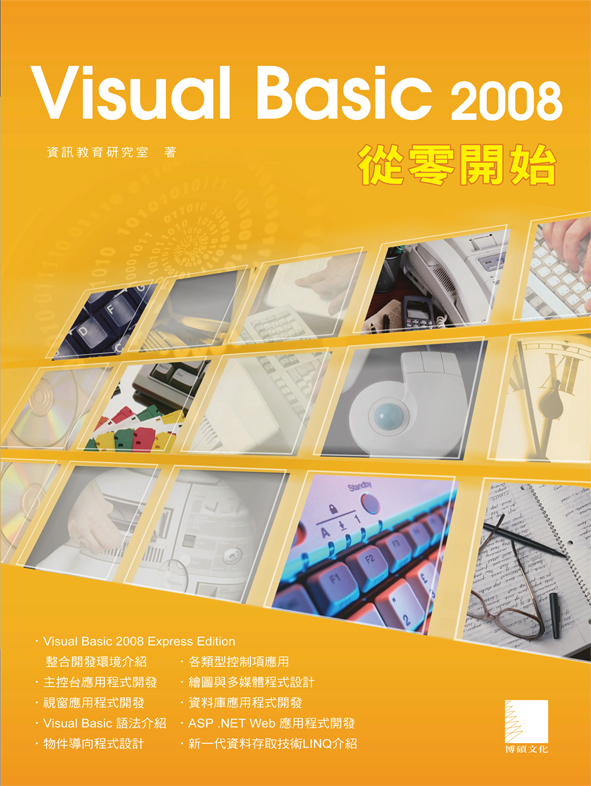 Visual Basic 2008
資訊教育研究室 著
從零開始
Standby
A 1
F1
F2
D F
C
XII
・Visual Basic 2008 Express Edition
整合開發環境介紹
・主控台應用程式開發
・視窗應用程式開發
・Visual Basic 語法介紹
・物件導向程式設計
・各類型控制項應用
・繪圖與多媒體程式設計
・資料庫應用程式開發
・ASP .NET Web 應用程式開發
・新一代資料存取技術LINQ介紹
博碩文化